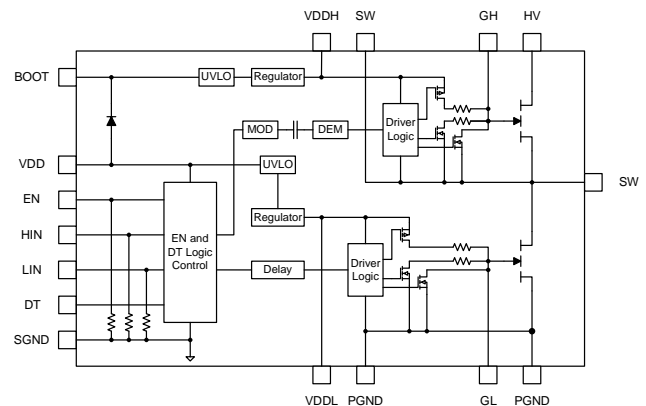 VDDH SW GH HV
BOOT
UVLO
Regulator
MOD
DEM
Driver
Logic
VDD
UVLO
SW
EN
Regulator
HIN
EN and
DT Logic
Control
LIN
Delay
Driver
Logic
DT
SGND
VDDL PGND GL PGND